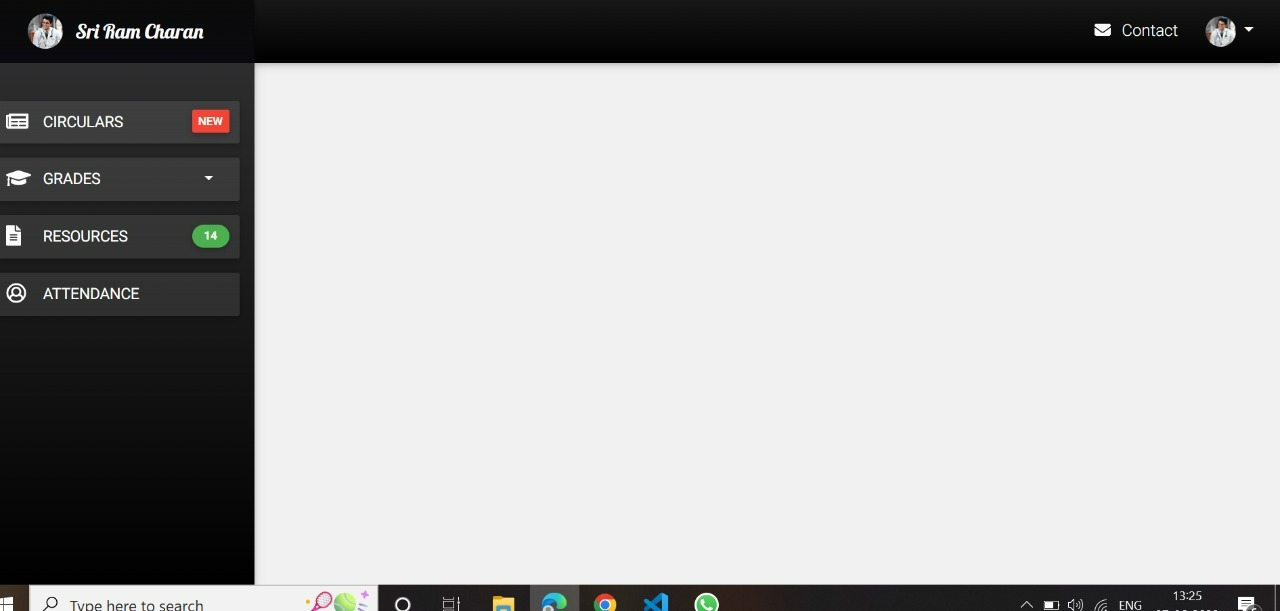 Sri Ram Charan
Contact
CIRCULARS NEW
GRADES
RESOURCES 14
ATTENDANCE
Type here to search
ENG
13:25